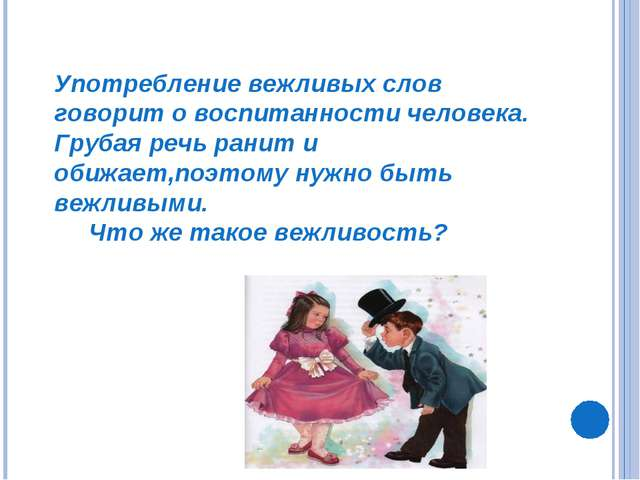 Употребление вежливых слов
говорит о воспитанности человека.
Грубая речь ранит и
обижает,поэтому нужно быть
вежливыми.
Что же такое вежливость?